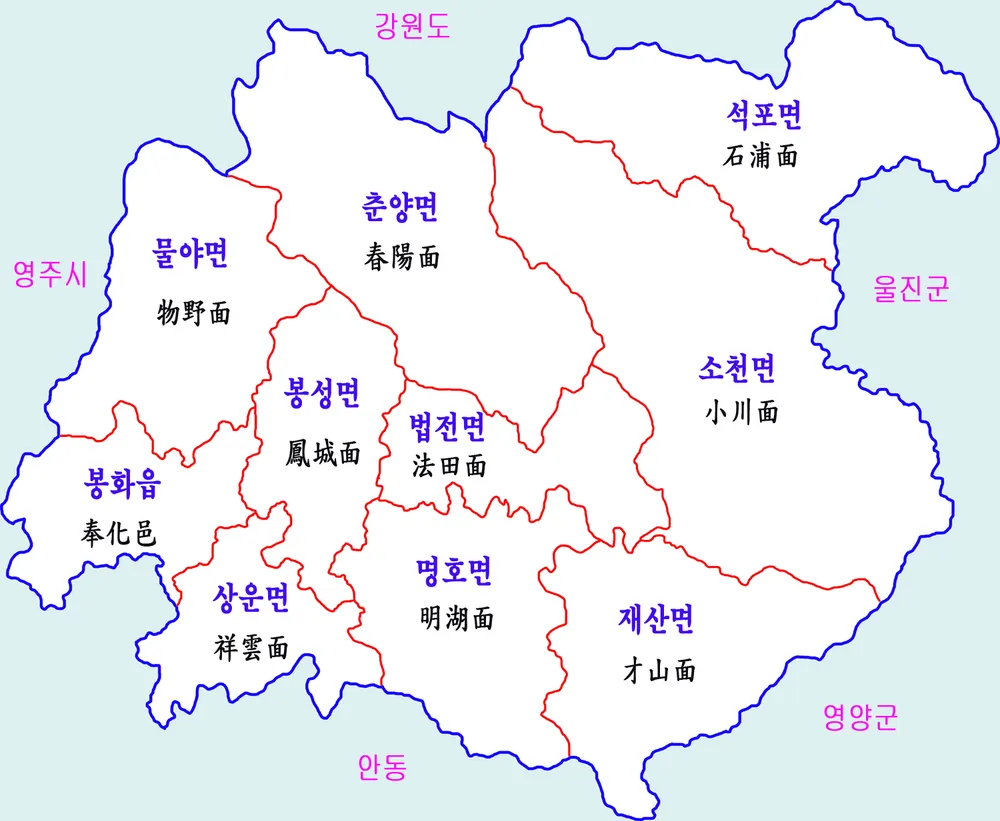 강원도
석포면
石浦面
춘양면
春陽面
물야면
物野面
영주시
울진군
소천면
小川面
봉성면
鳳城面
법전면
法田面
봉화읍
奉化邑
명호면
明湖面
상운면
祥雲面
재산면
才山面
영양군
안동